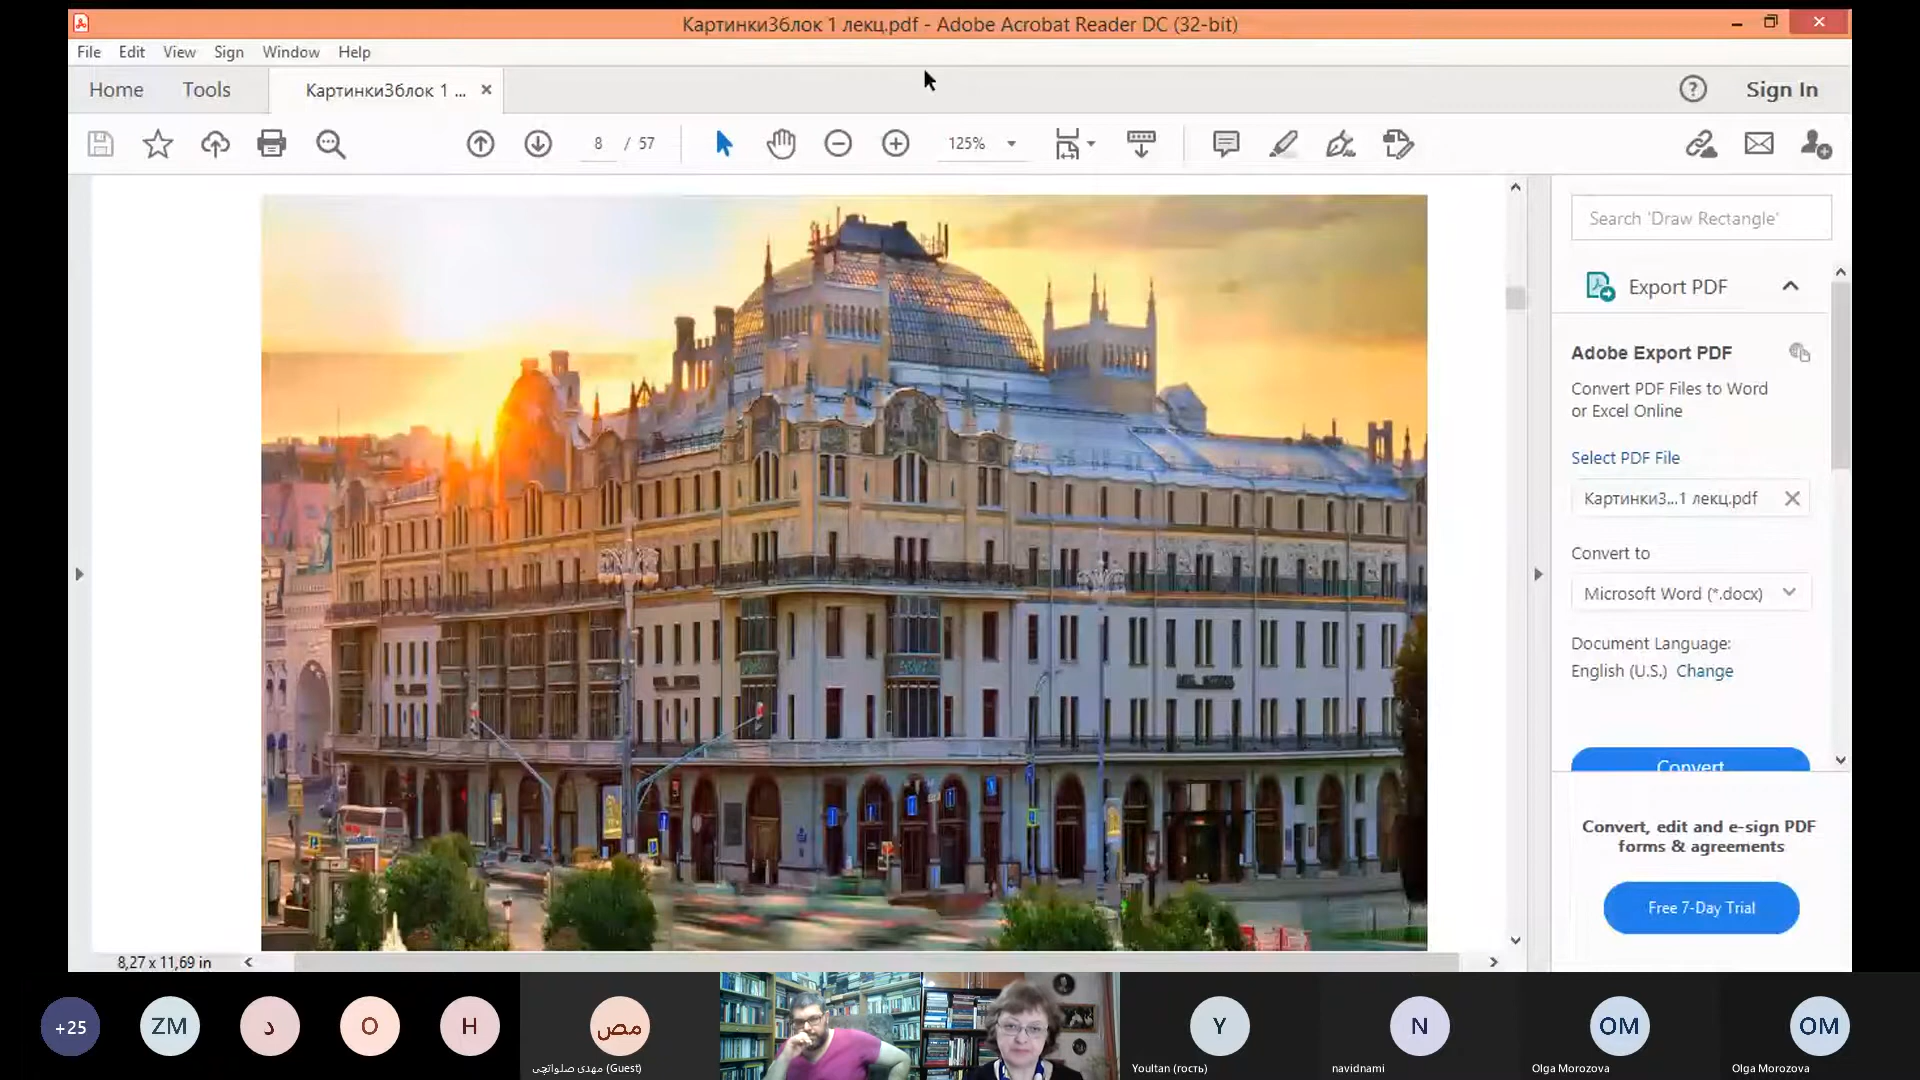 Картинки3блок 1 лекц.pdf - Adobe Acrobat Reader DC (32-bit)
File Edit View Sign Window Help
Home Tools Картинки3блок 1 ... Sign In
8 / 57 125%
Search 'Draw Rectangle'
Export PDF
Adobe Export PDF
Convert PDF Files to Word
or Excel Online
Select PDF File
Картинки3...1 лекц.pdf
Convert to
Microsoft Word (*.docx)
Document Language:
English (U.S.) Change
Convert
Convert, edit and e-sign PDF
forms & agreements
Free 7-Day Trial
8,27 x 11,69 in
+25 ZM د O H مص Y N OM OM
مهدی صلواتچی (Guest) Youltan (гость) navidnami Olga Morozova Olga Morozova